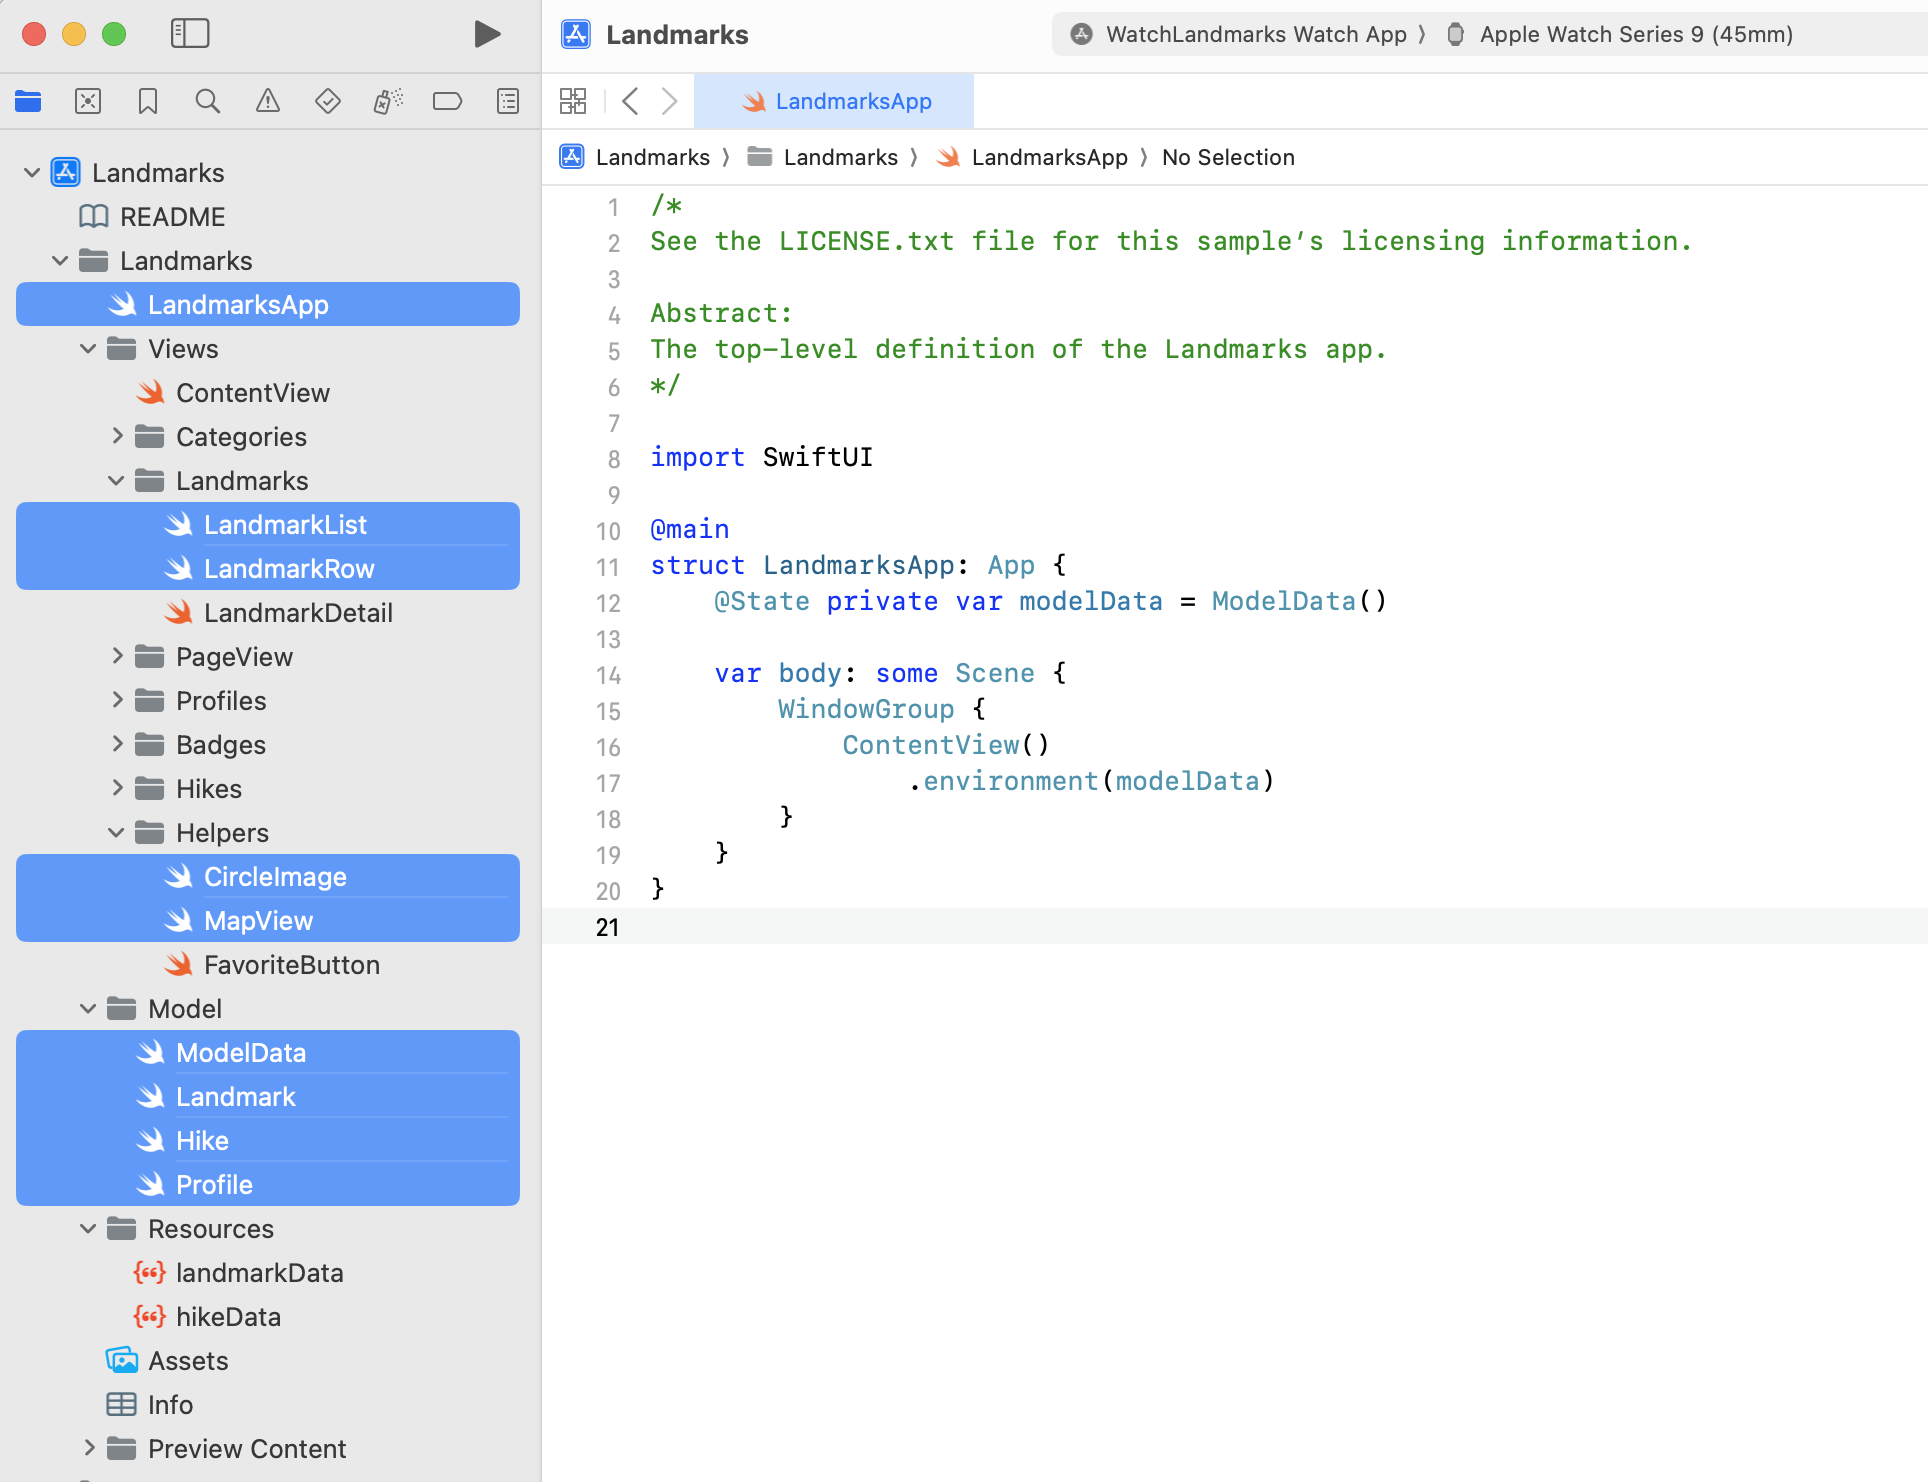 Landmarks
WatchLandmarks Watch App 〉 Apple Watch Series 9 (45mm)
LandmarksApp
Landmarks 〉 Landmarks 〉 LandmarksApp 〉 No Selection
Landmarks
README
Landmarks
LandmarksApp
Views
ContentView
Categories
Landmarks
LandmarkList
LandmarkRow
LandmarkDetail
PageView
Profiles
Badges
Hikes
Helpers
CircleImage
MapView
FavoriteButton
Model
ModelData
Landmark
Hike
Profile
Resources
landmarkData
hikeData
Assets
Info
Preview Content
1 /*
2 See the LICENSE.txt file for this sample’s licensing information.
3
4 Abstract:
5 The top-level definition of the Landmarks app.
6 */
7
8 import SwiftUI
9
10 @main
11 struct LandmarksApp: App {
12     @State private var modelData = ModelData()
13
14     var body: some Scene {
15         WindowGroup {
16             ContentView()
17                 .environment(modelData)
18         }
19     }
20 }
21